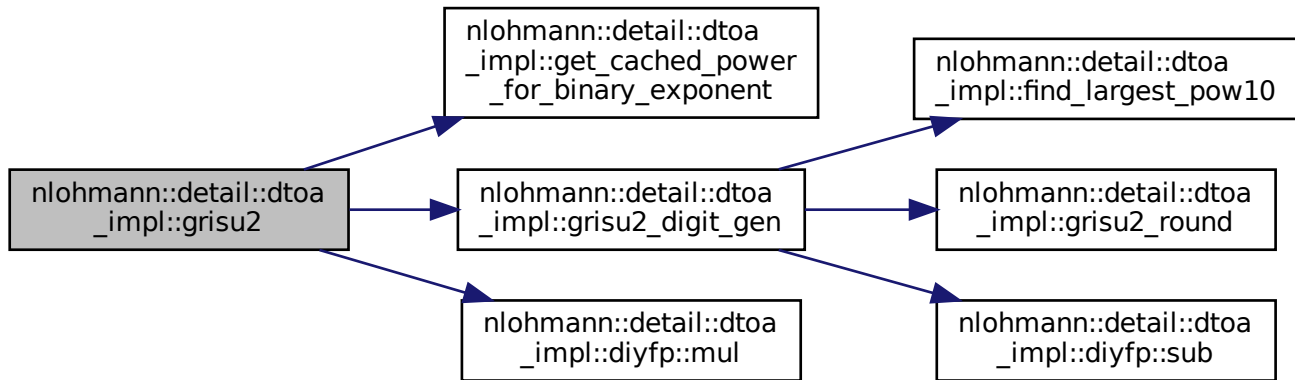 nlohmann::detail::dtoa
_impl::grisu2
nlohmann::detail::dtoa
_impl::get_cached_power
_for_binary_exponent
nlohmann::detail::dtoa
_impl::grisu2_digit_gen
nlohmann::detail::dtoa
_impl::diyfp::mul
nlohmann::detail::dtoa
_impl::find_largest_pow10
nlohmann::detail::dtoa
_impl::grisu2_round
nlohmann::detail::dtoa
_impl::diyfp::sub